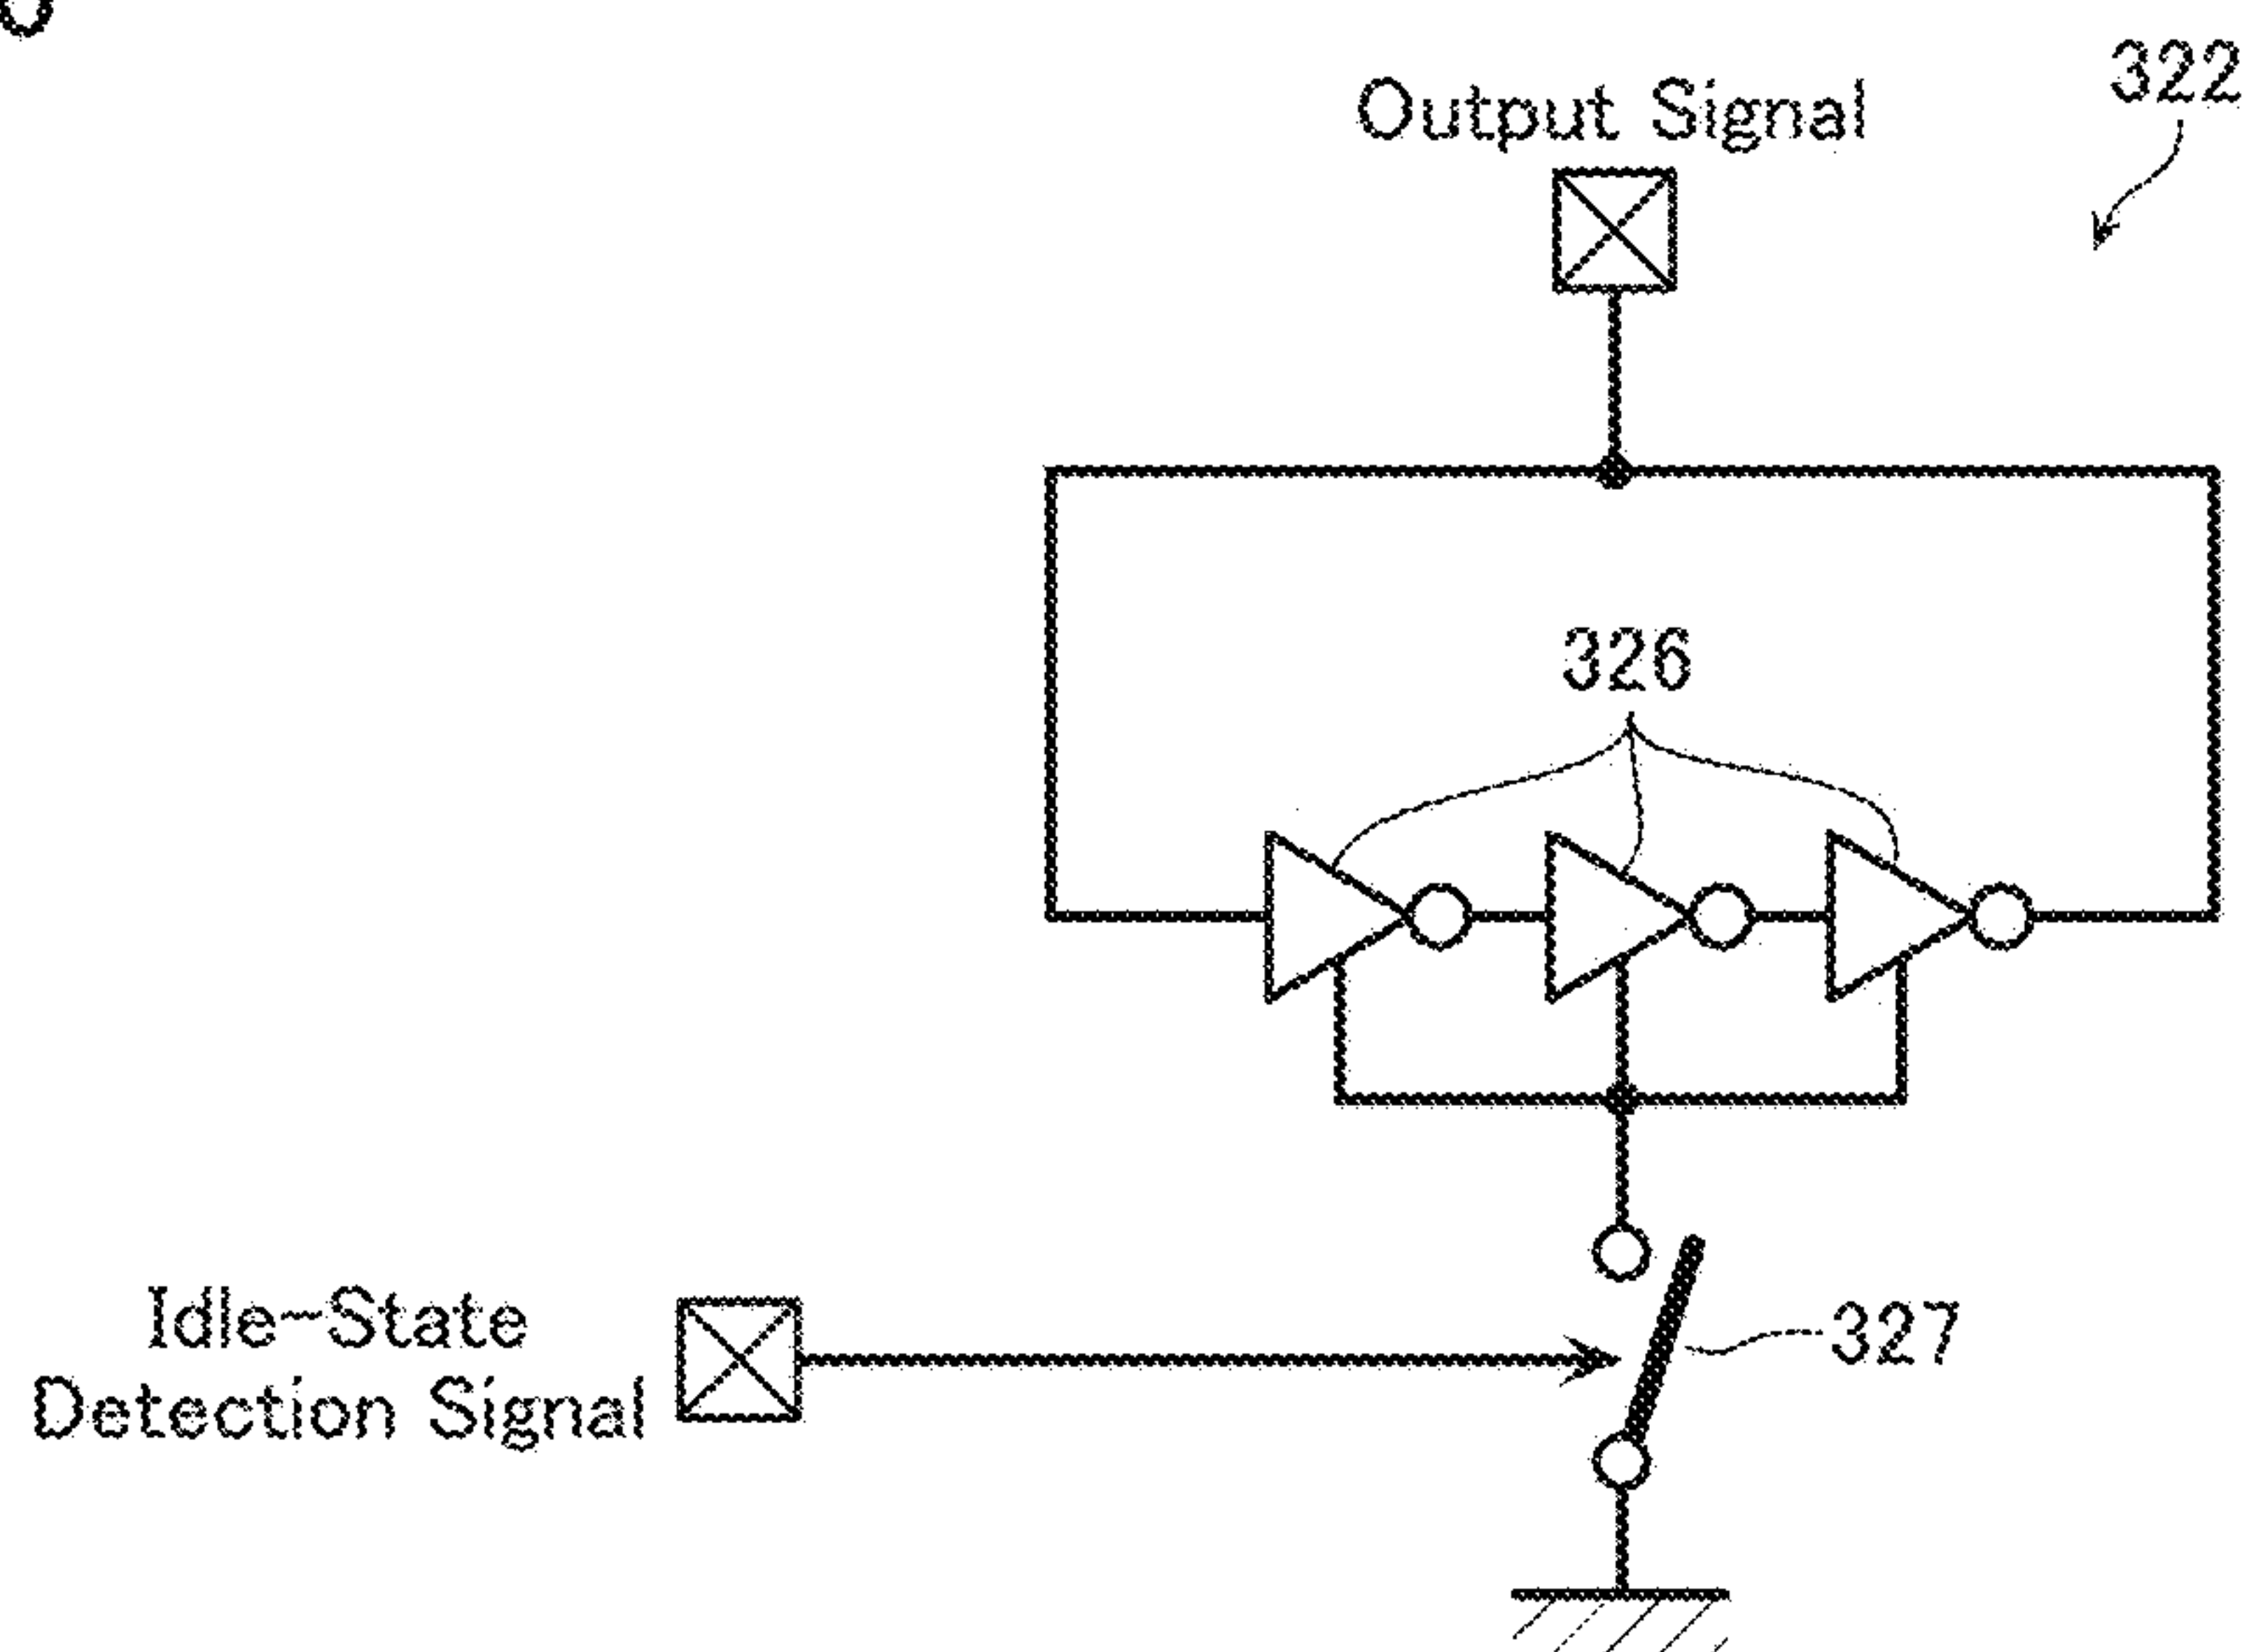 Output Signal
322
326
Idle-State
Detection Signal
327